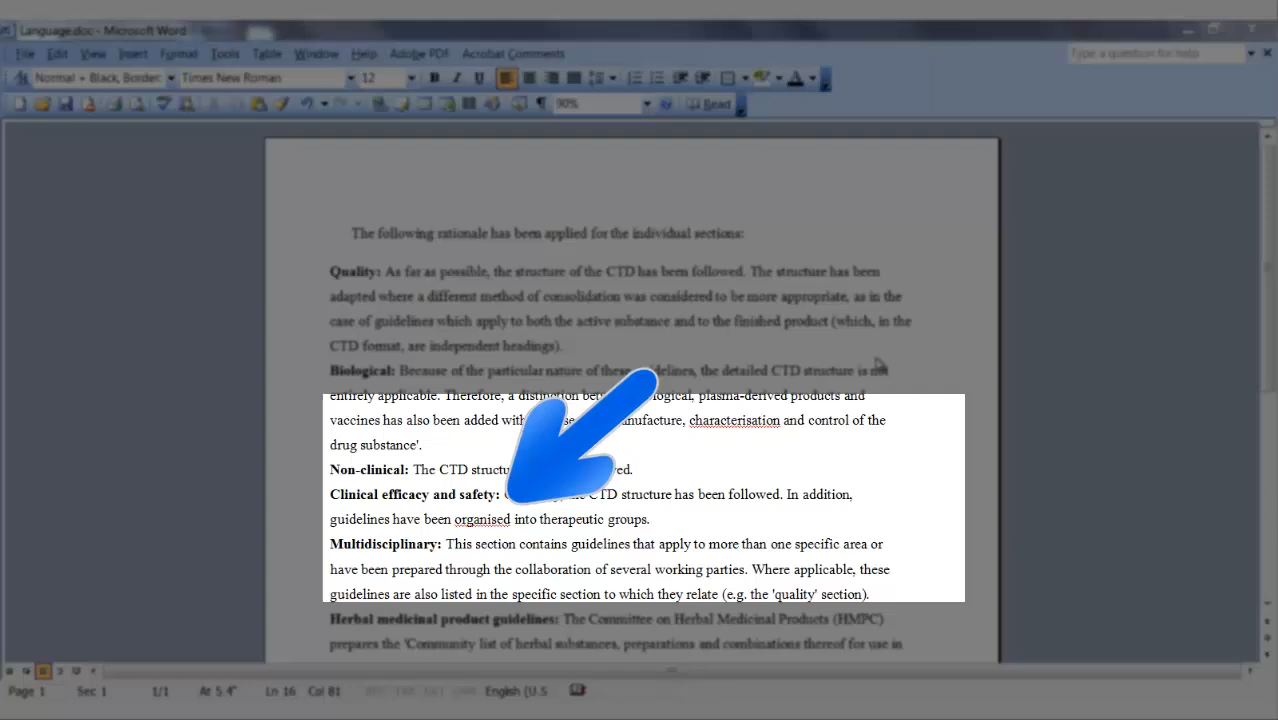 Language.doc - Microsoft Word
File Edit View Insert Format Tools Table Window Help Adobe PDF Acrobat Comments
Type a question for help
Normal + Black, Border: Times New Roman 12 B I U
90% Read
The following rationale has been applied for the individual sections:
Quality: As far as possible, the structure of the CTD has been followed. The structure has been
adapted where a different method of consolidation was considered to be more appropriate, as in the
case of guidelines which apply to both the active substance and to the finished product (which, in the
CTD format, are independent headings).
Biological: Because of the particular nature of these guidelines, the detailed CTD structure is not
entirely applicable. Therefore, a distinction biological, plasma-derived products and
vaccines has also been added manufacture, characterisation and control of the
drug substance'.
Non-clinical: The CTD
Clinical efficacy and safety: CTD structure has been followed. In addition,
guidelines have been organised into therapeutic groups.
Multidisciplinary: This section contains guidelines that apply to more than one specific area or
have been prepared through the collaboration of several working parties. Where applicable, these
guidelines are also listed in the specific section to which they relate (e.g. the 'quality' section).
Herbal medicinal product guidelines: The Committee on Herbal Medicinal Products (HMPC)
prepares the 'Community list of herbal substances, preparations and combinations thereof for use in
Page 1 Sec 1 1/1 At 5.4" Ln 16 Col 81 English (U.S